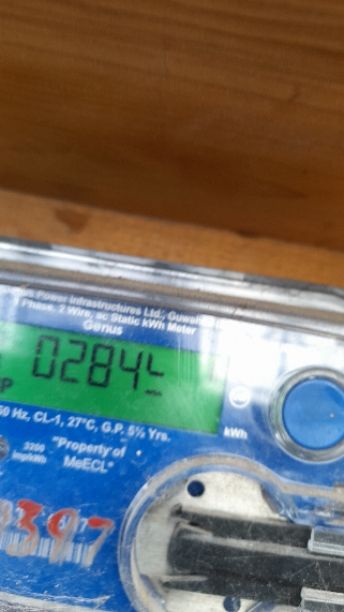 Power Infrastructures Ltd., Guwahati
Phase, 2 Wire, ac Static kWh Meter
Genus
0284
50 Hz, CL-1, 27°C, G.P. 5½ Yrs.
kWh
3200
imp/kWh
"Property of
MeECL"
397